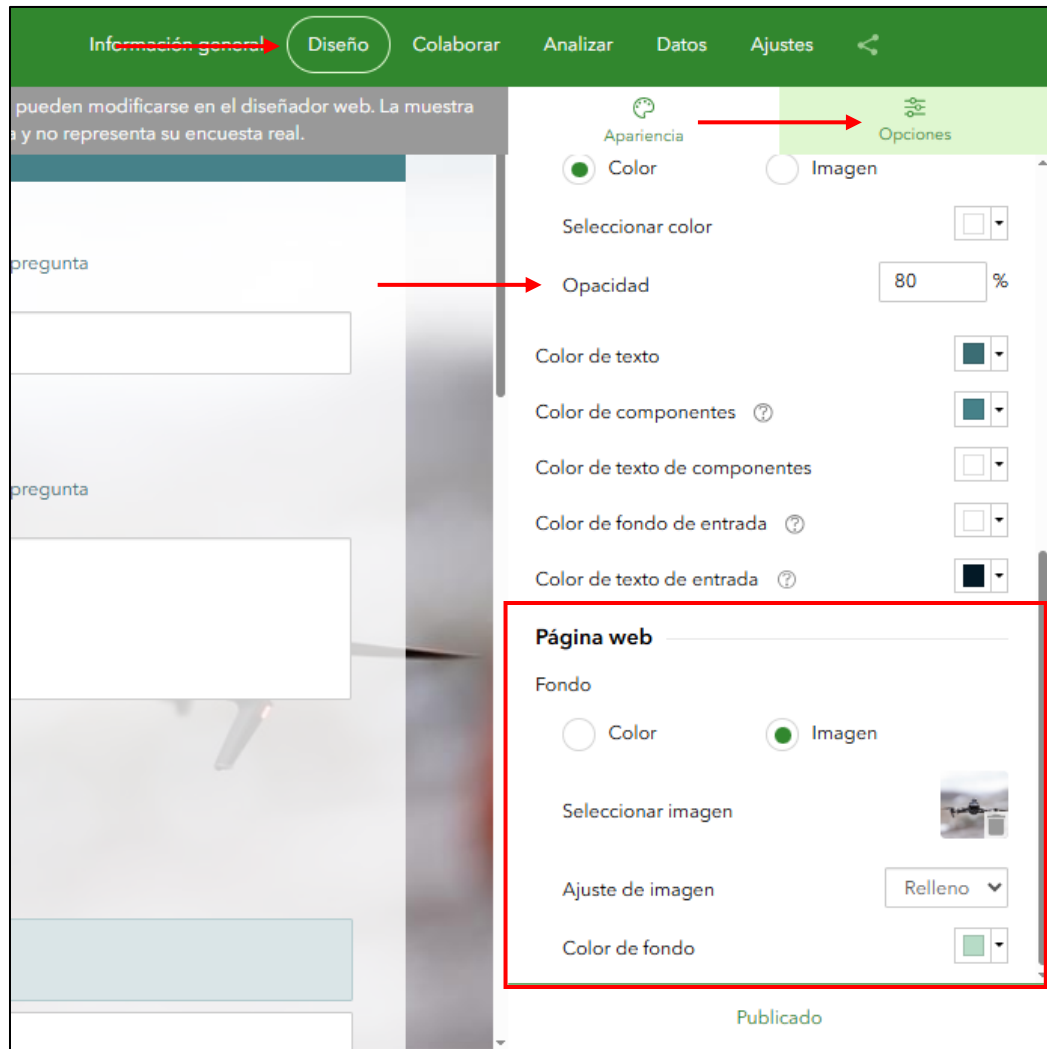 Información general Diseño Colaborar Analizar Datos Ajustes
pueden modificarse en el diseñador web. La muestra
y no representa su encuesta real.
Apariencia Opciones
Color Imagen
Seleccionar color
pregunta
Opacidad 80 %
Color de texto
Color de componentes ?
Color de texto de componentes
pregunta
Color de fondo de entrada ?
Color de texto de entrada ?
Página web
Fondo
Color Imagen
Seleccionar imagen
Ajuste de imagen Relleno
Color de fondo
Publicado